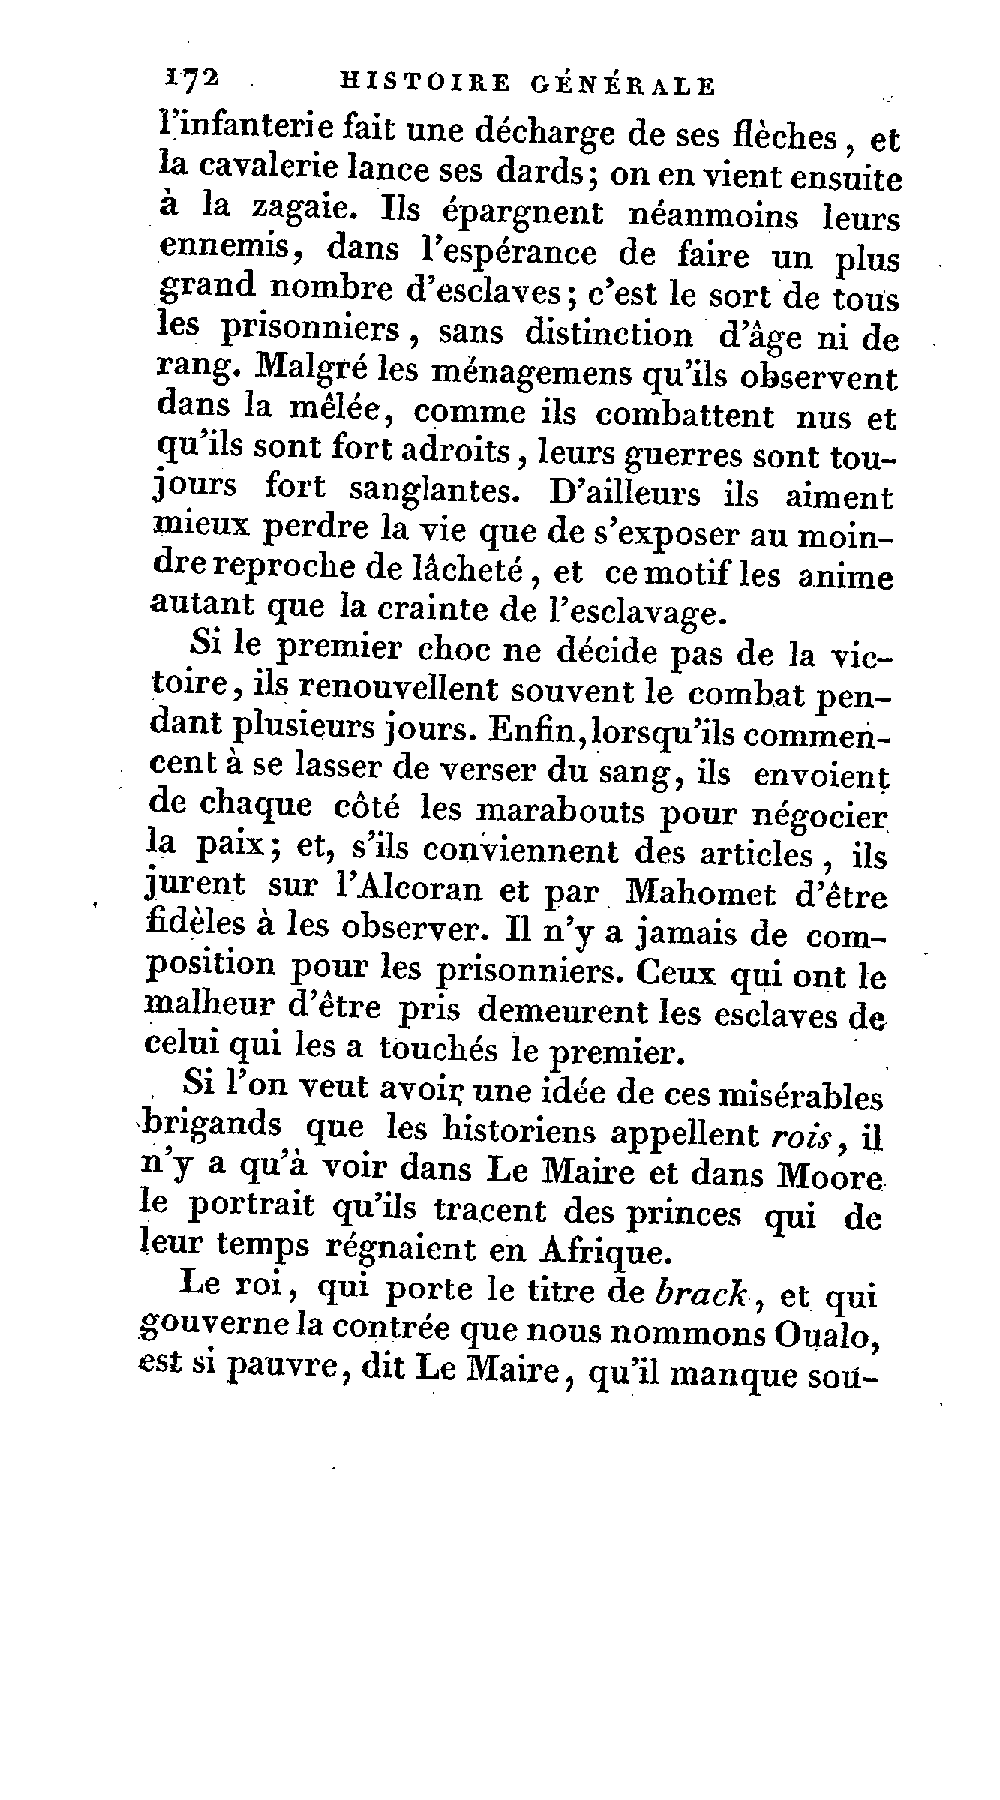 172 HISTOIRE GÉNÉRALE
l'infanterie fait une décharge de ses flèches, et
la cavalerie lance ses dards; on en vient ensuite
à la zagaie. Ils épargnent néanmoins leurs
ennemis, dans l'espérance de faire un plus
grand nombre d'esclaves; c'est le sort de tous
les prisonniers, sans distinction d'âge ni de
rang. Malgré les ménagemens qu'ils observent
dans la mêlée, comme ils combattent nus et
qu'ils sont fort adroits, leurs guerres sont tou-
jours fort sanglantes. D'ailleurs ils aiment
mieux perdre la vie que de s'exposer au moin-
dre reproche de lâcheté, et ce motif les anime
autant que la crainte de l'esclavage.
Si le premier choc ne décide pas de la vic-
toire, ils renouvellent souvent le combat pen-
dant plusieurs jours. Enfin, lorsqu'ils commen-
cent à se lasser de verser du sang, ils envoient
de chaque côté les marabouts pour négocier
la paix; et, s'ils conviennent des articles, ils
jurent sur l'Alcoran et par Mahomet d'être
fidèles à les observer. Il n'y a jamais de com-
position pour les prisonniers. Ceux qui ont le
malheur d'être pris demeurent les esclaves de
celui qui les a touchés le premier.
Si l'on veut avoir une idée de ces misérables
brigands que les historiens appellent rois, il
n'y a qu'à voir dans Le Maire et dans Moore
le portrait qu'ils tracent des princes qui de
leur temps régnaient en Afrique.
Le roi, qui porte le titre de brack, et qui
gouverne la contrée que nous nommons Oualo,
est si pauvre, dit Le Maire, qu'il manque sou-